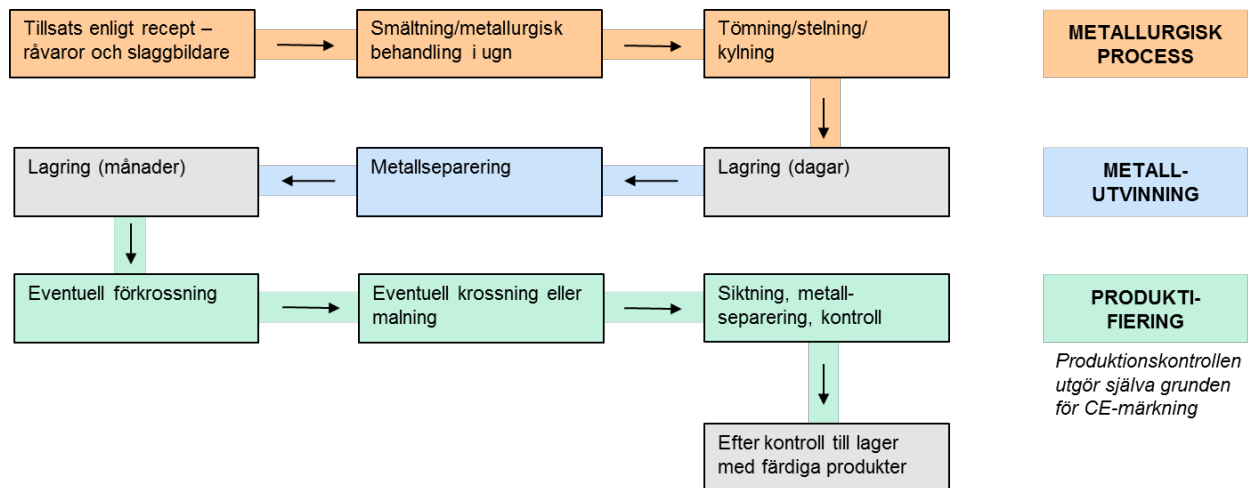 Tillsats enligt recept –
råvaror och slaggbildare
Smältning/metallurgisk
behandling i ugn
Tömning/stelning/
kylning
METALLURGISK
PROCESS
Lagring (månader)
Metallseparering
Lagring (dagar)
METALL-
UTVINNING
Eventuell förkrossning
Eventuell krossning eller
malning
Siktning, metall-
separering, kontroll
PRODUKTI-
FIERING
Produktionskontrollen
utgör själva grunden
för CE-märkning
Efter kontroll till lager
med färdiga produkter